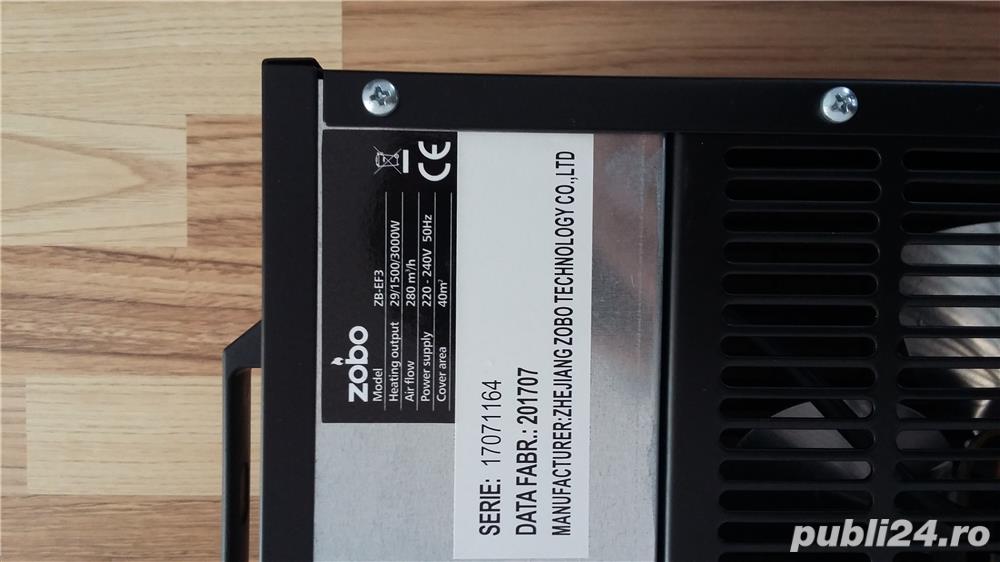 zobo
Model ZB-EF3
Heating output 29/1500/3000W
Air flow 280 m³/h
Power supply 220 - 240V 50Hz
Cover area 40m²
CE
SERIE: 17071164
DATA FABR.: 201707
MANUFACTURER:ZHEJIANG ZOBO TECHNOLOGY CO.,LTD
publi24.ro